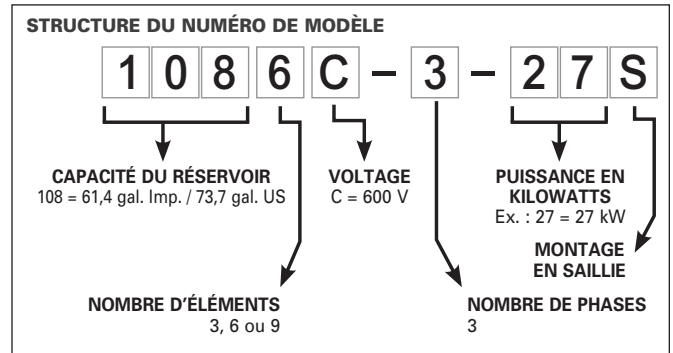 STRUCTURE DU NUMÉRO DE MODÈLE
1 0 8 6 C – 3 – 2 7 S
CAPACITÉ DU RÉSERVOIR
108 = 61,4 gal. Imp. / 73,7 gal. US
VOLTAGE
C = 600 V
PUISSANCE EN
KILOWATTS
Ex. : 27 = 27 kW
MONTAGE
EN SAILLIE
NOMBRE D'ÉLÉMENTS
3, 6 ou 9
NOMBRE DE PHASES
3